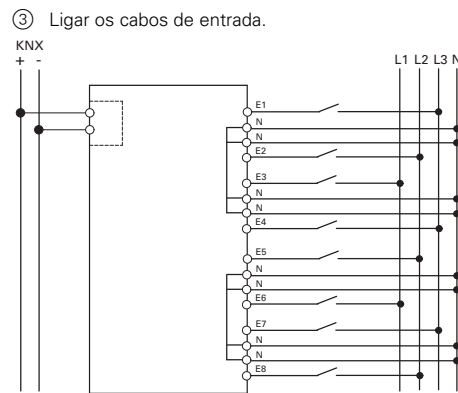 ③ Ligar os cabos de entrada.
KNX
+ -
L1 L2 L3 N
E1
N
N
E2
E3
N
N
E4
E5
N
N
E6
E7
N
N
E8